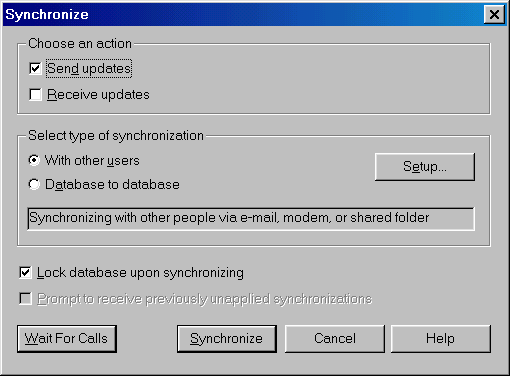 Synchronize
Choose an action
Send updates
Receive updates
Select type of synchronization
With other users
Setup...
Database to database
Synchronizing with other people via e-mail, modem, or shared folder
Lock database upon synchronizing
Prompt to receive previously unapplied synchronizations
Wait For Calls
Synchronize
Cancel
Help